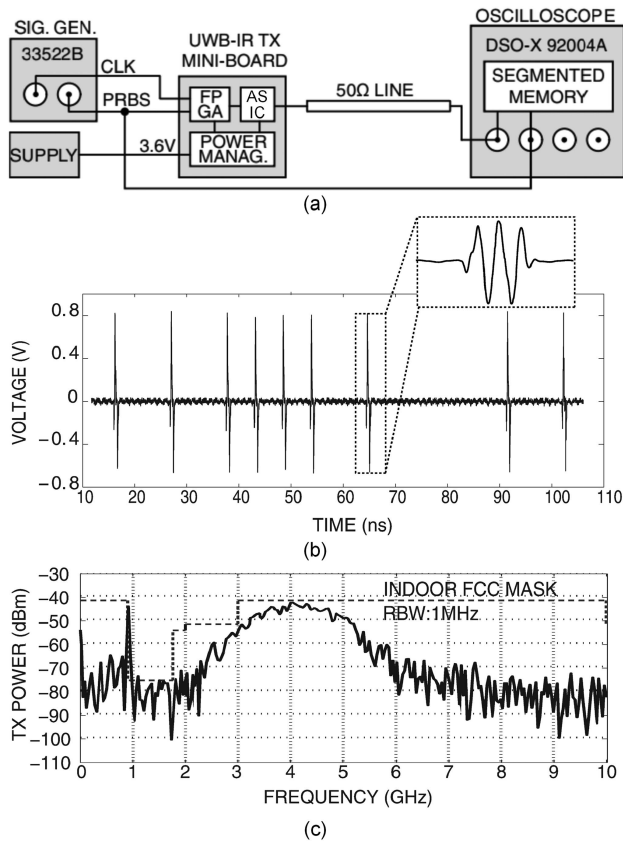 SIG. GEN.
33522B
CLK
PRBS
SUPPLY
3.6V
UWB-IR TX
MINI-BOARD
FP
GA
AS
IC
POWER
MANAG.
50Ω LINE
OSCILLOSCOPE
DSO-X 92004A
SEGMENTED
MEMORY
(a)
VOLTAGE (V)
0.8
0.4
0
−0.4
−0.8
10 20 30 40 50 60 70 80 90 100 110
TIME (ns)
(b)
TX POWER (dBm)
−30
−40
−50
−60
−70
−80
−90
−100
−110
INDOOR FCC MASK
RBW:1MHz
0 1 2 3 4 5 6 7 8 9 10
FREQUENCY (GHz)
(c)